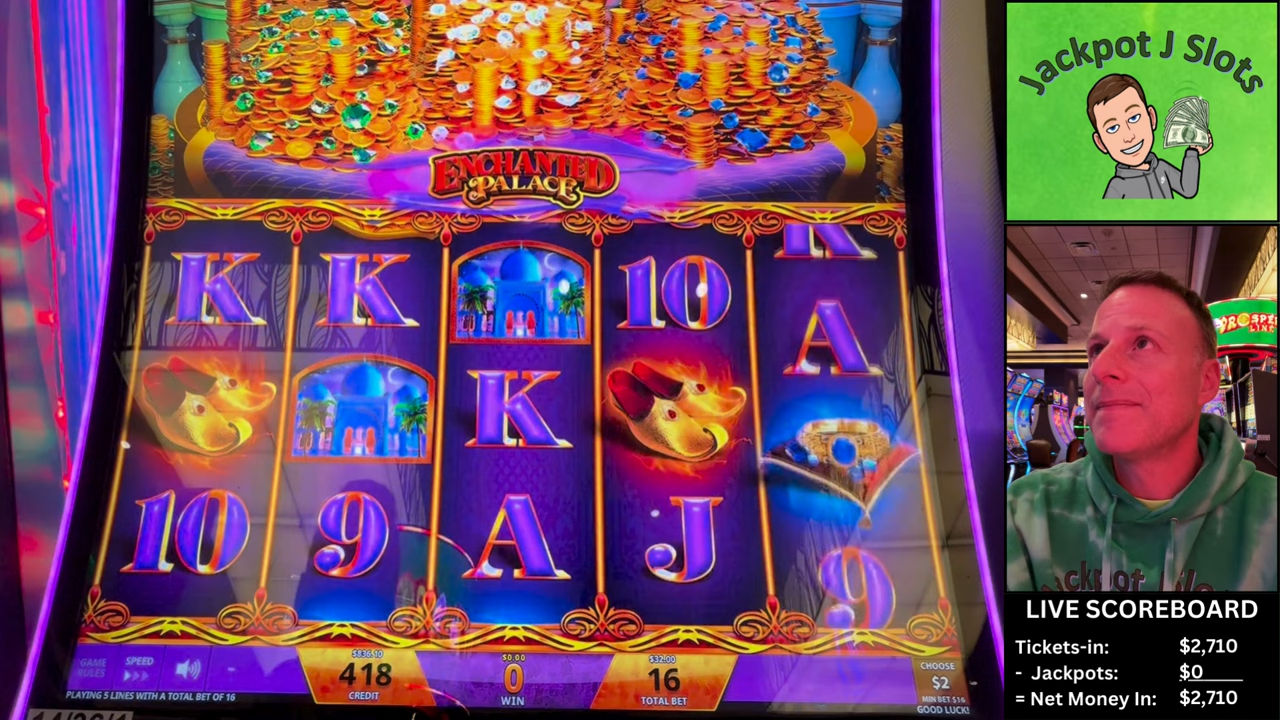 Jackpot J Slots
ENCHANTED
PALACE
K K 10 K
A
K
10 9 A J 9
GAME
RULES
SPEED
$836.10
418
CREDIT
$0.00
0
WIN
$32.00
16
TOTAL BET
CHOOSE
$2
MIN BET $16
GOOD LUCK!
PLAYING 5 LINES WITH A TOTAL BET OF 16
LIVE SCOREBOARD
Tickets-in: $2,710
- Jackpots: $0
= Net Money In: $2,710